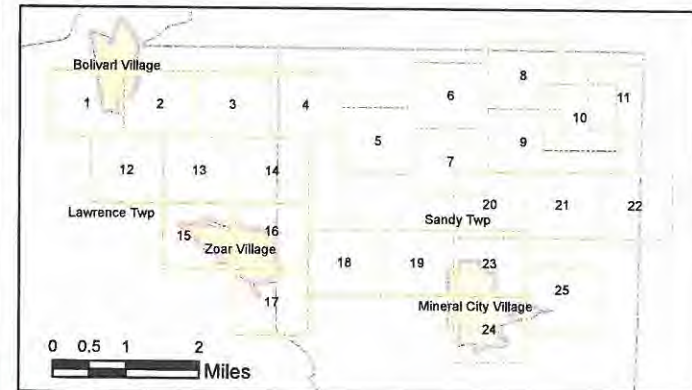 Bolivarl Village
8
1 2 3 4 6 11
10
5 9
7
12 13 14
20 21 22
Lawrence Twp
Sandy Twp
15 16
Zoar Village
18 19 23
25
17
Mineral City Village
24
0 0,5 1 2
Miles